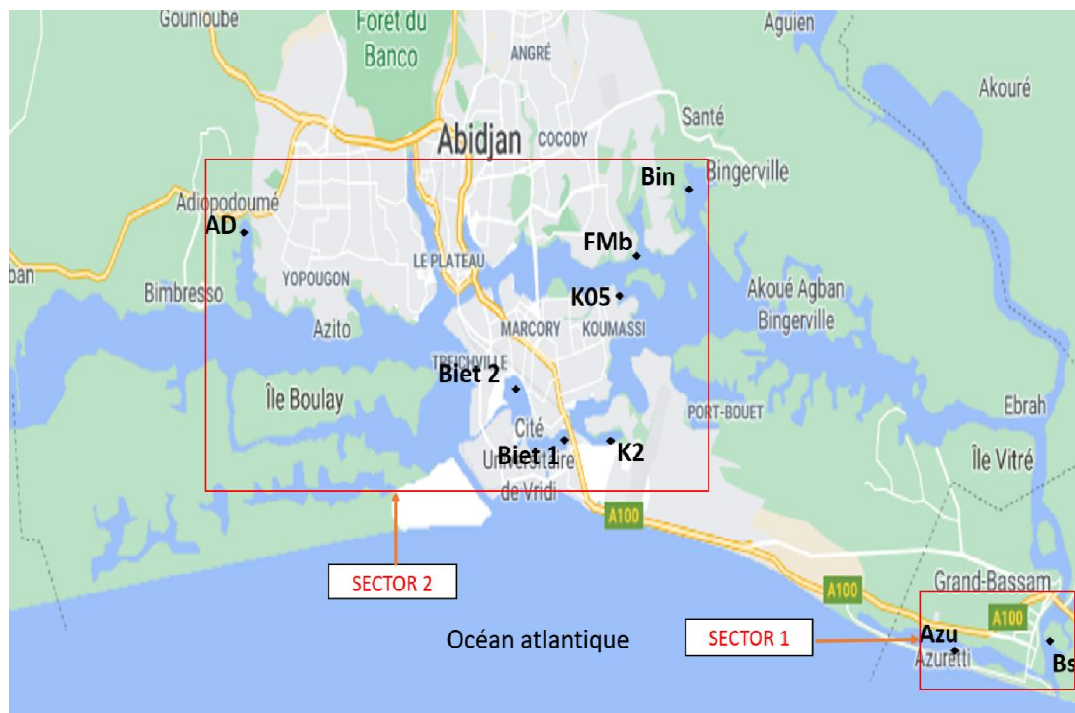 Gounioube
Forêt du
Banco
ANGRÉ
Aguien
Akouré
Abidjan
COCODY
Santé
Bingerville
Bin
Adiopodoumé
AD
FMb
LE PLATEAU
YOPOUGON
K05
Akoué Agban
Bingerville
ban
Bimbresso
Azito
MARCORY
KOUMASSI
TREICHVILLE
Biet 2
Île Boulay
PORT-BOUET
Ebrah
Cité
Biet 1
Universitaire
de Vridi
K2
Île Vitré
A100
SECTOR 2
Grand-Bassam
A100
A100
Océan atlantique
SECTOR 1
Azu
Azuretti
Bs